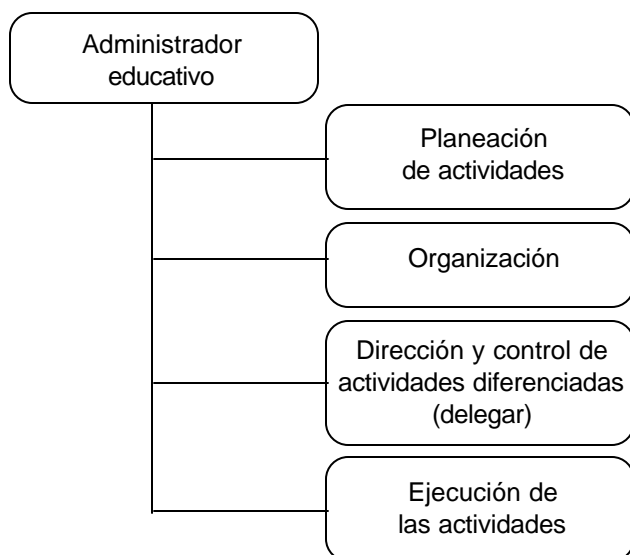 Administrador
educativo
Planeación
de actividades
Organización
Dirección y control de
actividades diferenciadas
(delegar)
Ejecución de
las actividades